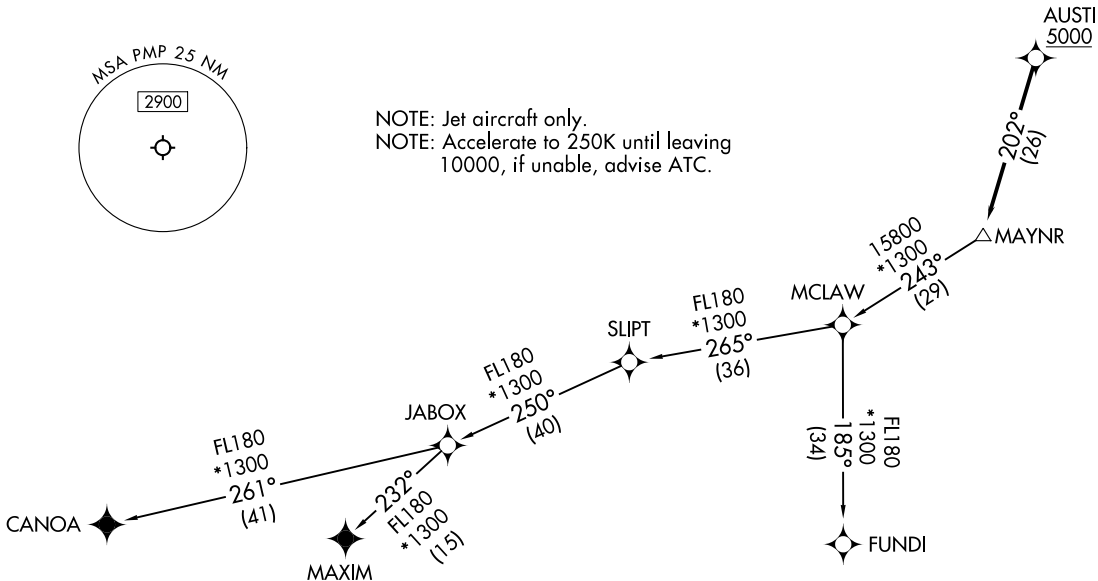 AUSTI
5000
MSA PMP 25 NM
2900
NOTE: Jet aircraft only.
NOTE: Accelerate to 250K until leaving
10000, if unable, advise ATC.
202°
(26)
MAYNR
15800
*1300
243°
(29)
MCLAW
FL180
*1300
265°
(36)
SLIPT
FL180
*1300
250°
(40)
JABOX
FL180
*1300
185°
(34)
FL180
*1300
261°
(41)
CANOA
232°
FL180
*1300
(15)
MAXIM
FUNDI